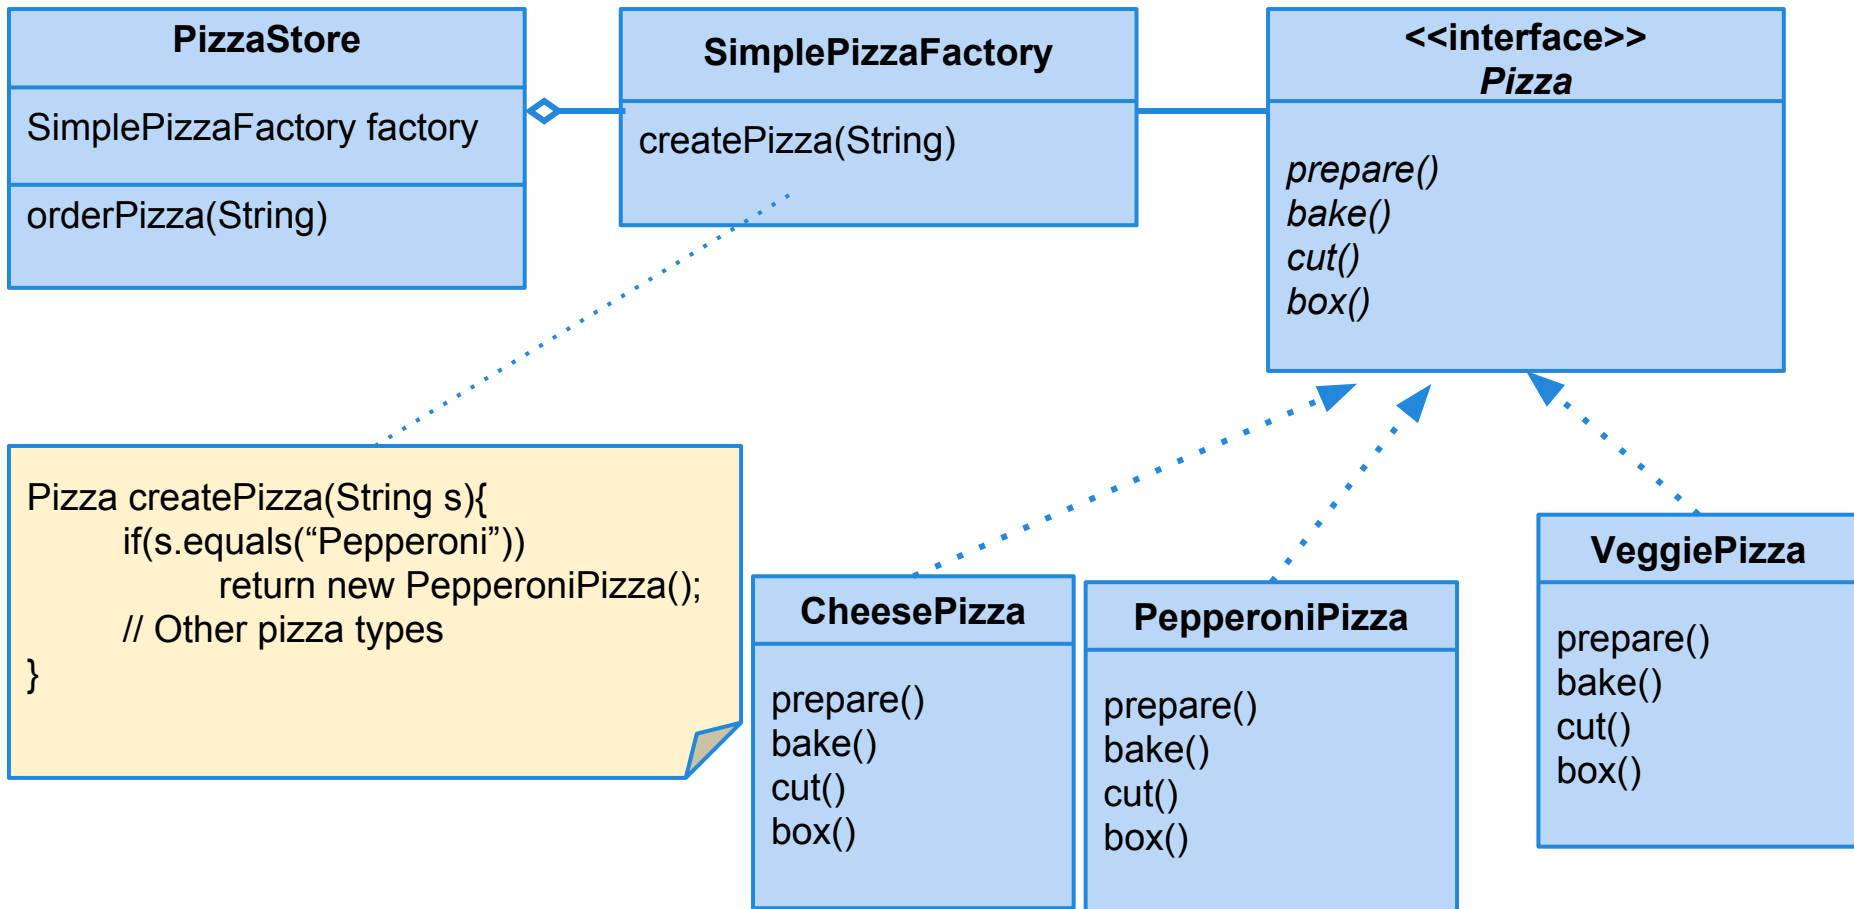 PizzaStore
SimplePizzaFactory factory
orderPizza(String)
SimplePizzaFactory
createPizza(String)
<<interface>>
Pizza
prepare()
bake()
cut()
box()
Pizza createPizza(String s){
if(s.equals(“Pepperoni”))
return new PepperoniPizza();
// Other pizza types
}
CheesePizza
prepare()
bake()
cut()
box()
PepperoniPizza
prepare()
bake()
cut()
box()
VeggiePizza
prepare()
bake()
cut()
box()